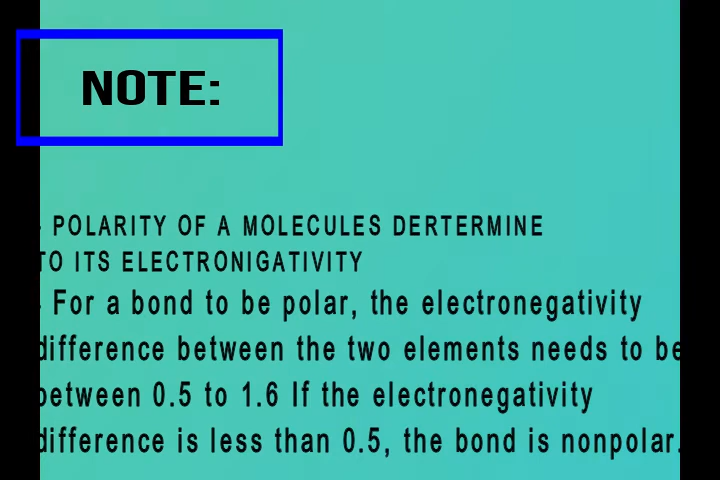 NOTE:
- POLARITY OF A MOLECULES DERTERMINE
TO ITS ELECTRONIGATIVITY
- For a bond to be polar, the electronegativity
difference between the two elements needs to be
between 0.5 to 1.6 If the electronegativity
difference is less than 0.5, the bond is nonpolar.